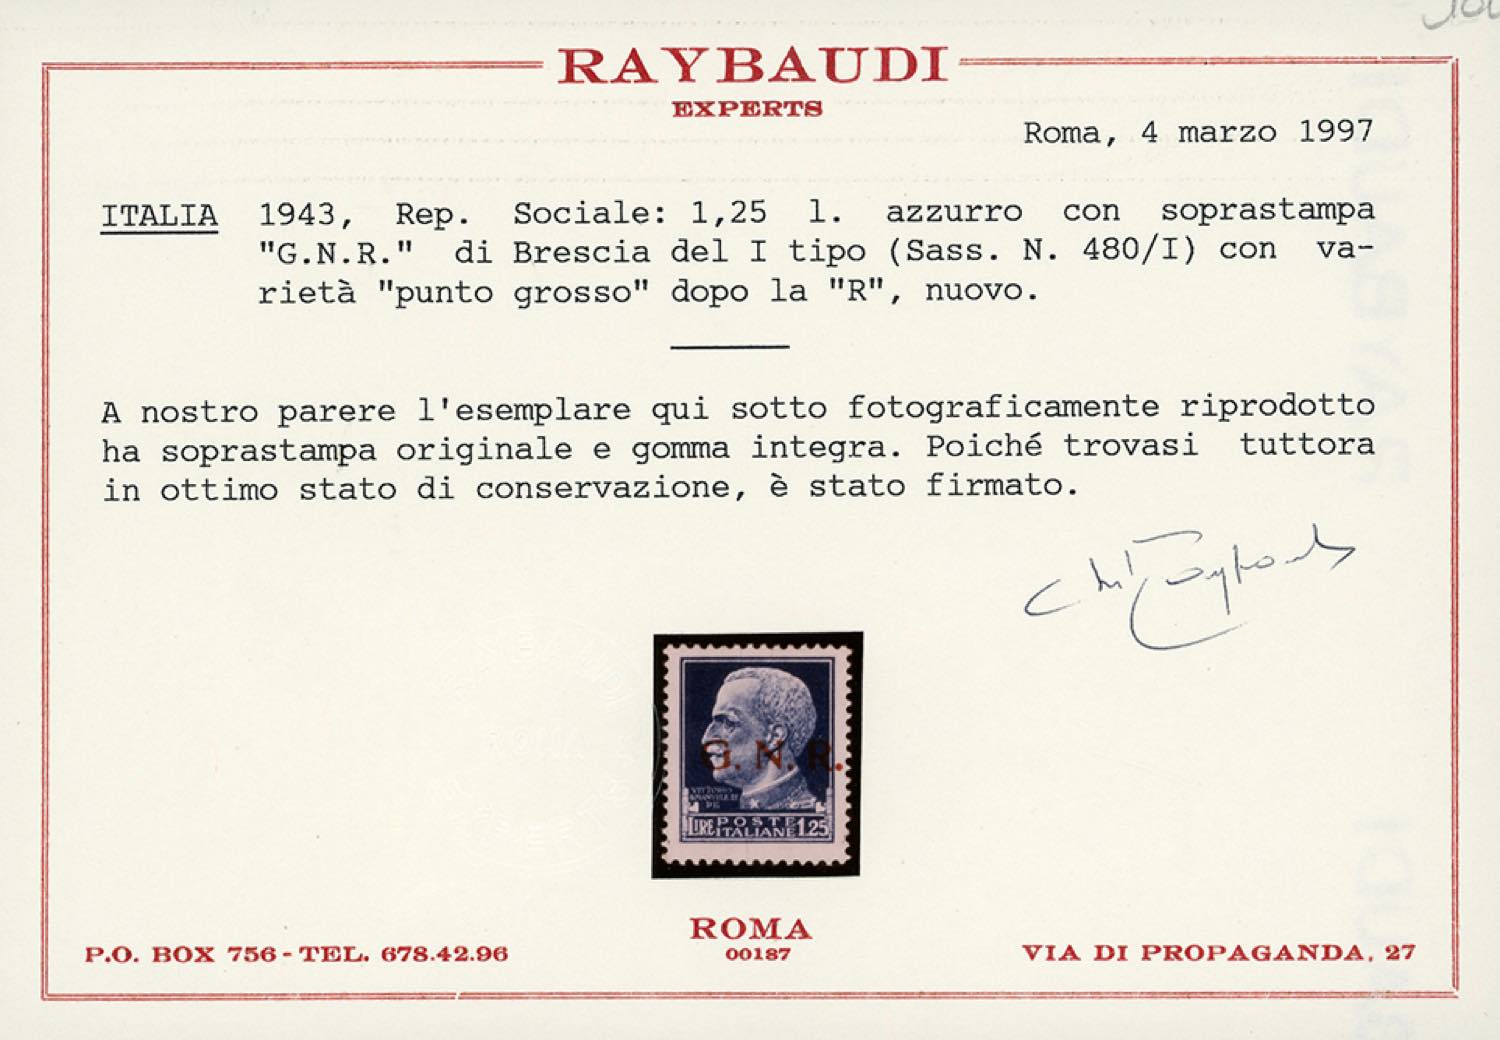 RAYBAUDI
EXPERTS
Roma, 4 marzo 1997
ITALIA 1943, Rep. Sociale: 1,25 l. azzurro con soprastampa
"G.N.R." di Brescia del I tipo (Sass. N. 480/I) con va-
rietà "punto grosso" dopo la "R", nuovo.
A nostro parere l'esemplare qui sotto fotograficamente riprodotto
ha soprastampa originale e gomma integra. Poiché trovasi tuttora
in ottimo stato di conservazione, è stato firmato.
G. N. R.
VITTORIO
EMANUELE III
LIRE POSTE ITALIANE 1.25
ROMA
00187
P.O. BOX 756 - TEL. 678.42.96
VIA DI PROPAGANDA, 27